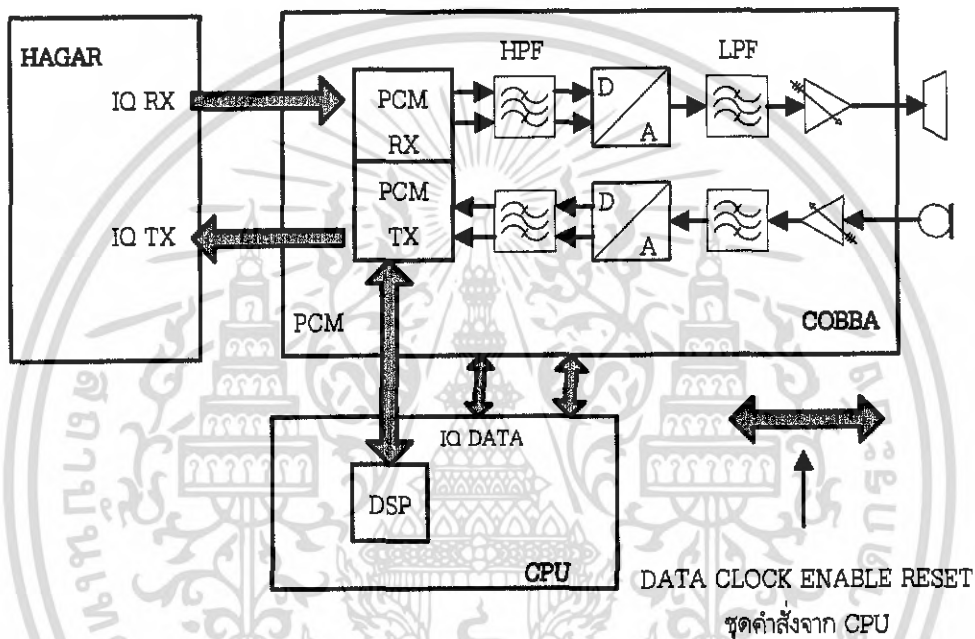 HAGAR
IQ RX
IQ TX
PCM
RX
PCM
TX
HPF
D
A
LPF
D
A
PCM
COBBA
IQ DATA
DSP
CPU
DATA CLOCK ENABLE RESET
ชุดคำสั่งจาก CPU